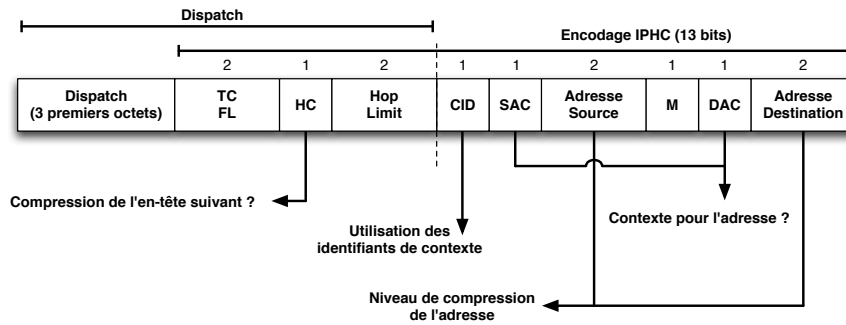 Dispatch
Encodage IPHC (13 bits)
2 1 2 1 1 2 1 1 2
Dispatch
(3 premiers octets)
TC
FL
HC
Hop
Limit
CID
SAC
Adresse
Source
M
DAC
Adresse
Destination
Compression de l'en-tête suivant ?
Utilisation des
identifiants de contexte
Contexte pour l'adresse ?
Niveau de compression
de l'adresse